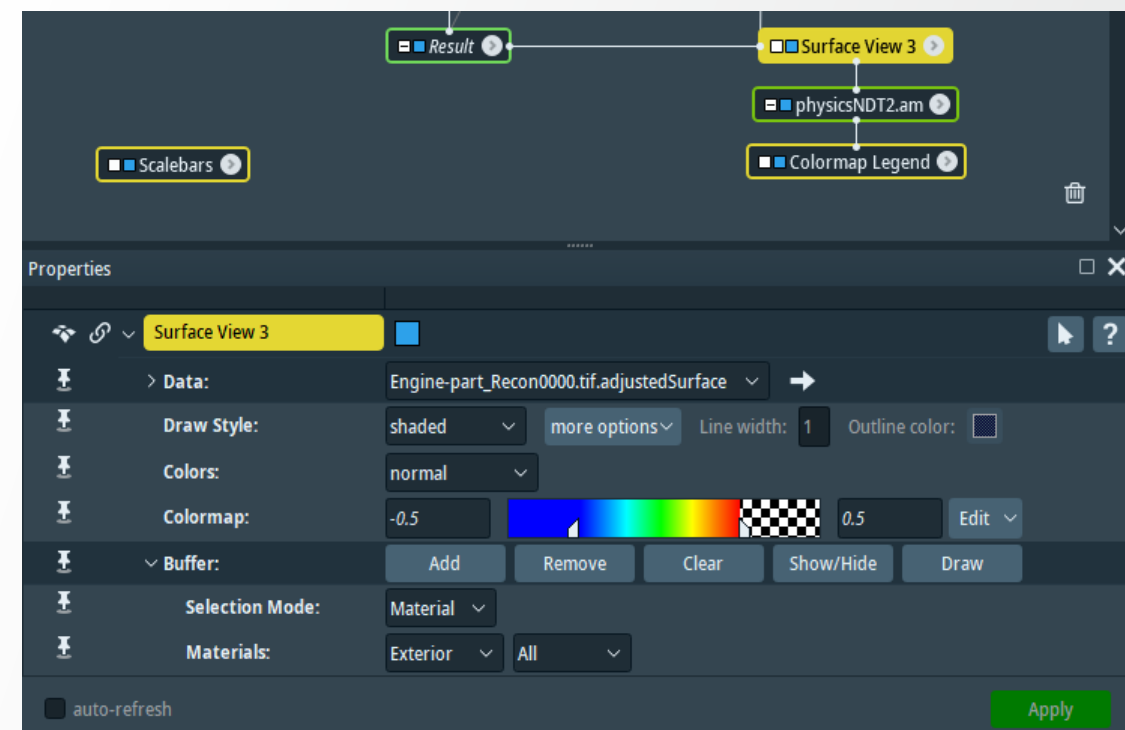 Result
Surface View 3
physicsNDT2.am
Scalebars
Colormap Legend
Properties
Surface View 3
?
Data: Engine-part_Recon0000.tif.adjustedSurface
Draw Style: shaded more options Line width: 1 Outline color:
Colors: normal
Colormap: -0.5 0.5 Edit
Buffer: Add Remove Clear Show/Hide Draw
Selection Mode: Material
Materials: Exterior All
auto-refresh Apply